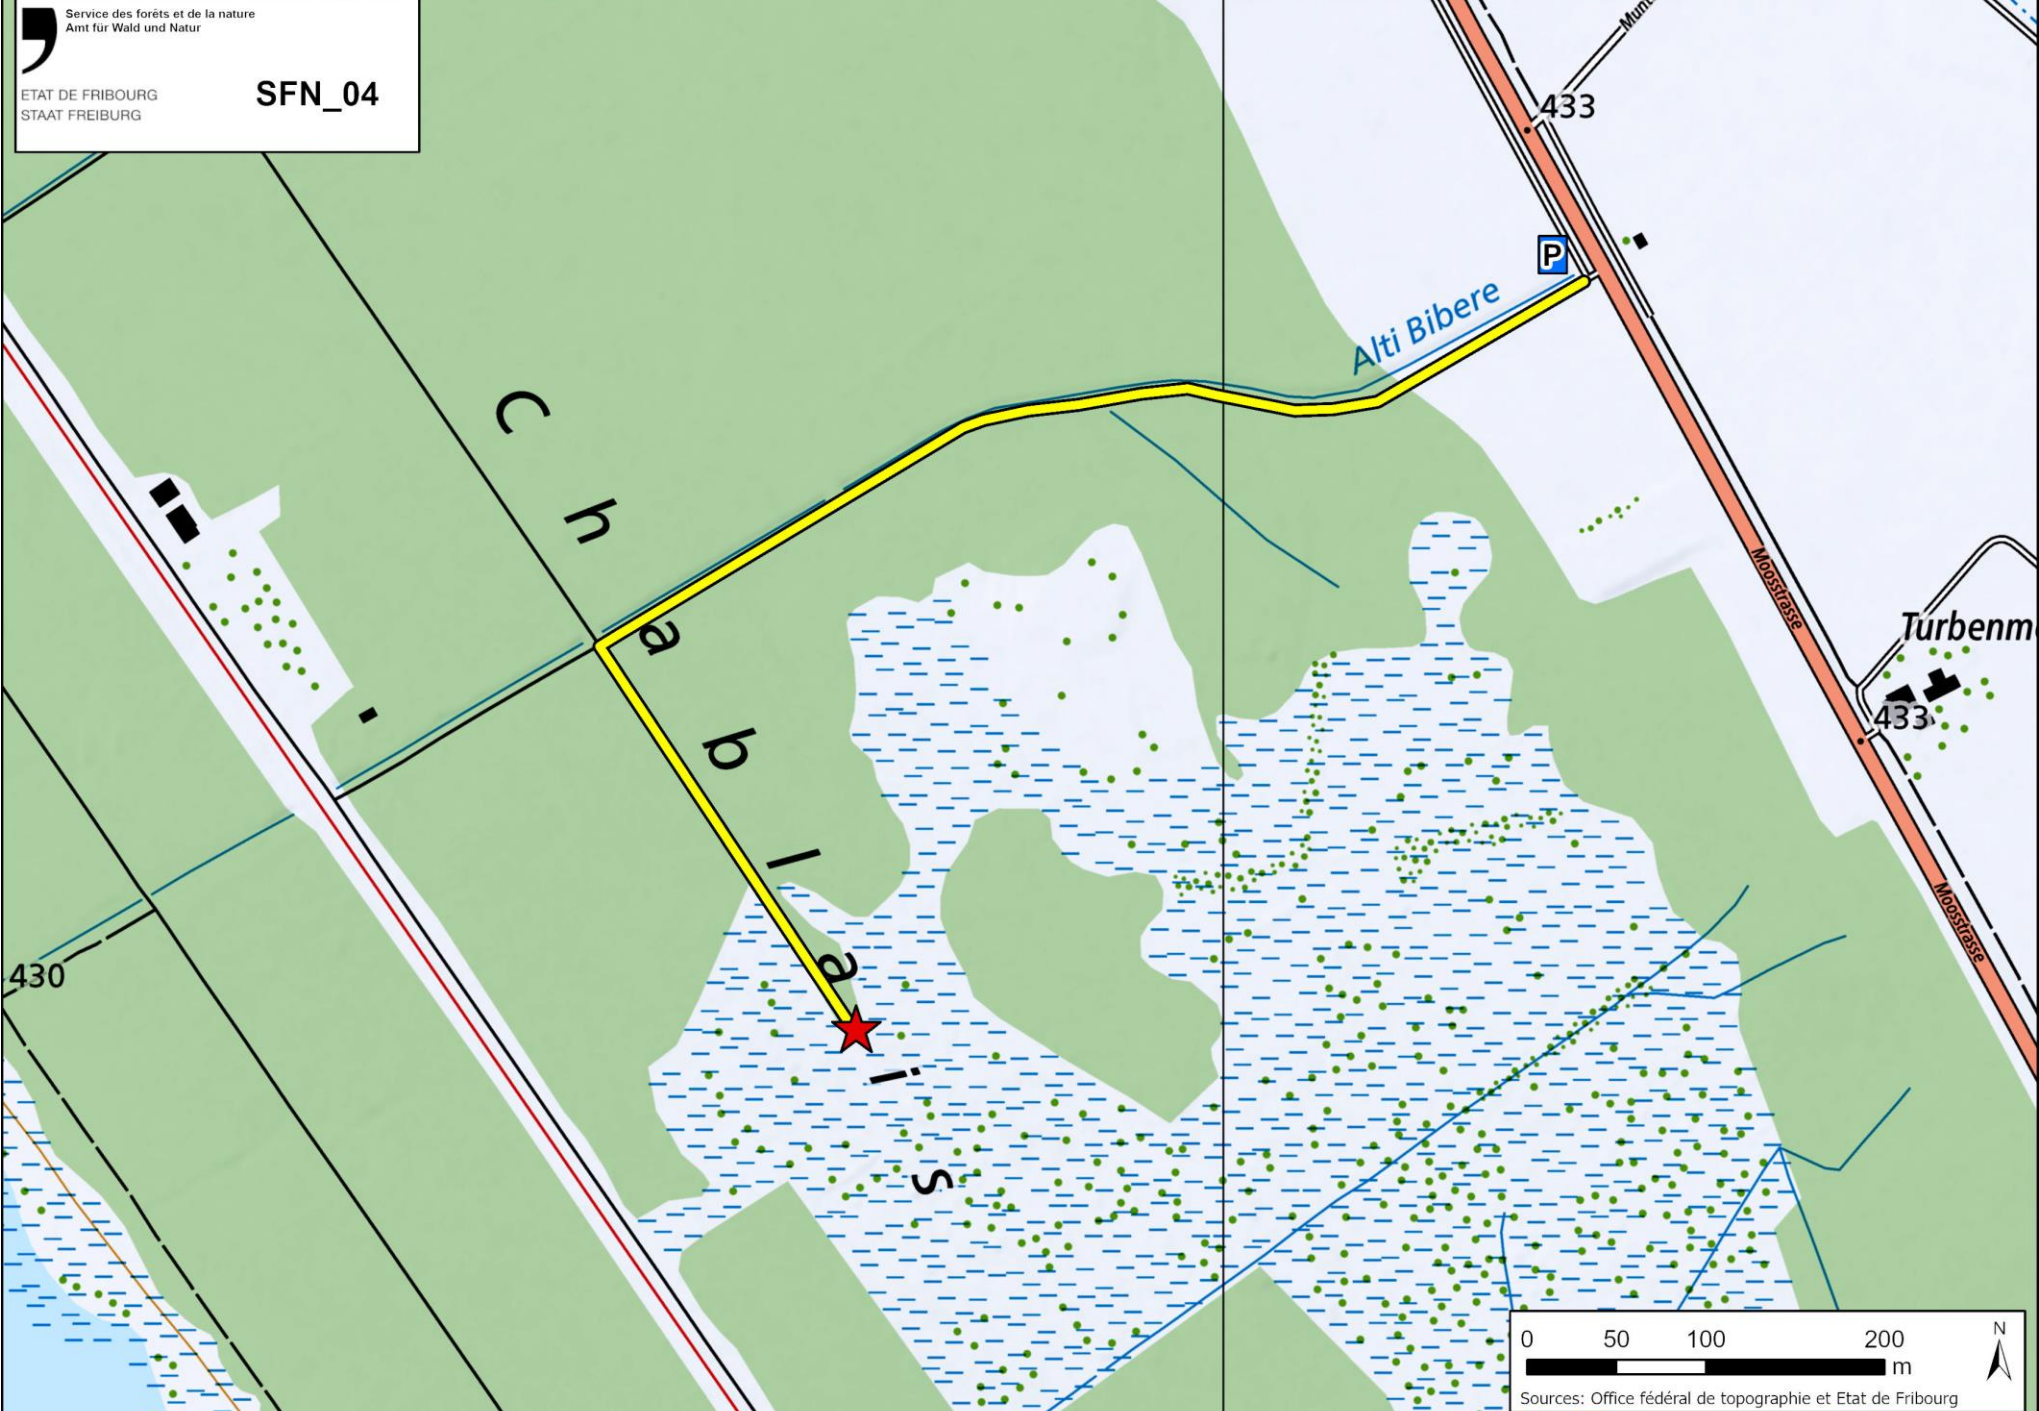 Service des forêts et de la nature
Amt für Wald und Natur
ETAT DE FRIBOURG
STAAT FREIBURG
SFN_04
433
P
Alti Bibere
Chablais
Moosstrasse
Turbenm
433
Moosstrasse
430
0 50 100 200
m
N
Sources: Office fédéral de topographie et Etat de Fribourg